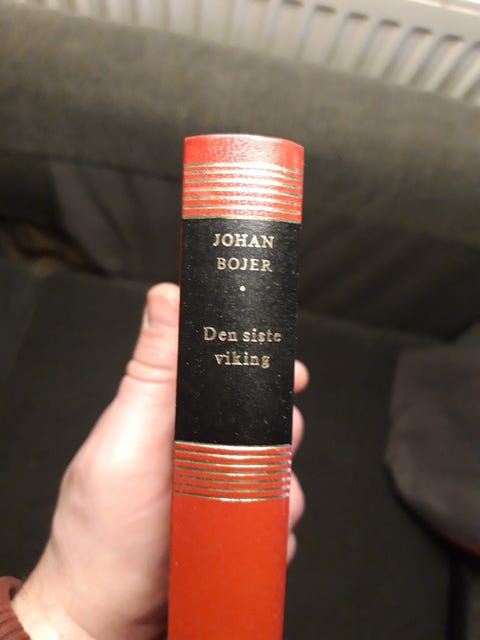 JOHAN
BOJER
•
Den siste
viking